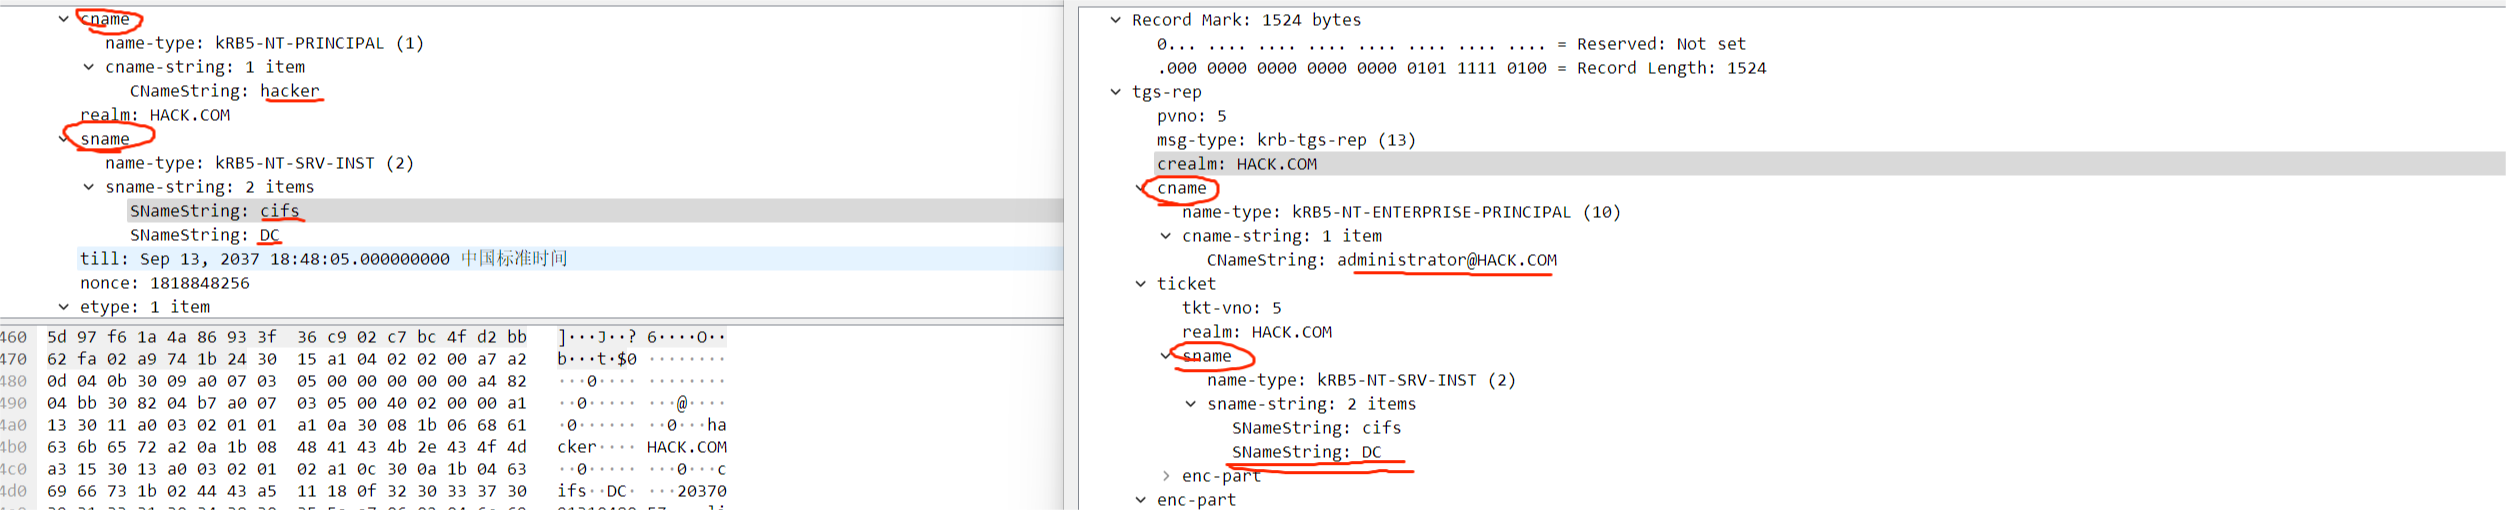 cname
name-type: kRB5-NT-PRINCIPAL (1)
cname-string: 1 item
CNameString: hacker
realm: HACK.COM
sname
name-type: kRB5-NT-SRV-INST (2)
sname-string: 2 items
SNameString: cifs
SNameString: DC
till: Sep 13, 2037 18:48:05.000000000 中国标准时间
nonce: 1818848256
etype: 1 item
460 5d 97 f6 1a 4a 86 93 3f 36 c9 02 c7 bc 4f d2 bb ]···J··? 6····O··
470 62 fa 02 a9 74 1b 24 30 15 a1 04 02 02 00 a7 a2 b···t·$0 ········
480 0d 04 0b 30 09 a0 07 03 05 00 00 00 00 00 a4 82 ···0···· ········
490 04 bb 30 82 04 b7 a0 07 03 05 00 40 02 00 00 a1 ··0····· ···@····
4a0 13 30 11 a0 03 02 01 01 a1 0a 30 08 1b 06 68 61 ·0······ ··0···ha
4b0 63 6b 65 72 a2 0a 1b 08 48 41 43 4b 2e 43 4f 4d cker···· HACK.COM
4c0 a3 15 30 13 a0 03 02 01 02 a1 0c 30 0a 1b 04 63 ··0····· ···0···c
4d0 69 66 73 1b 02 44 43 a5 11 18 0f 32 30 33 37 30 ifs··DC· ···20370
Record Mark: 1524 bytes
0... .... .... .... .... .... .... .... = Reserved: Not set
.000 0000 0000 0000 0000 0101 1111 0100 = Record Length: 1524
tgs-rep
pvno: 5
msg-type: krb-tgs-rep (13)
crealm: HACK.COM
cname
name-type: kRB5-NT-ENTERPRISE-PRINCIPAL (10)
cname-string: 1 item
CNameString: administrator@HACK.COM
ticket
tkt-vno: 5
realm: HACK.COM
sname
name-type: kRB5-NT-SRV-INST (2)
sname-string: 2 items
SNameString: cifs
SNameString: DC
enc-part
enc-part